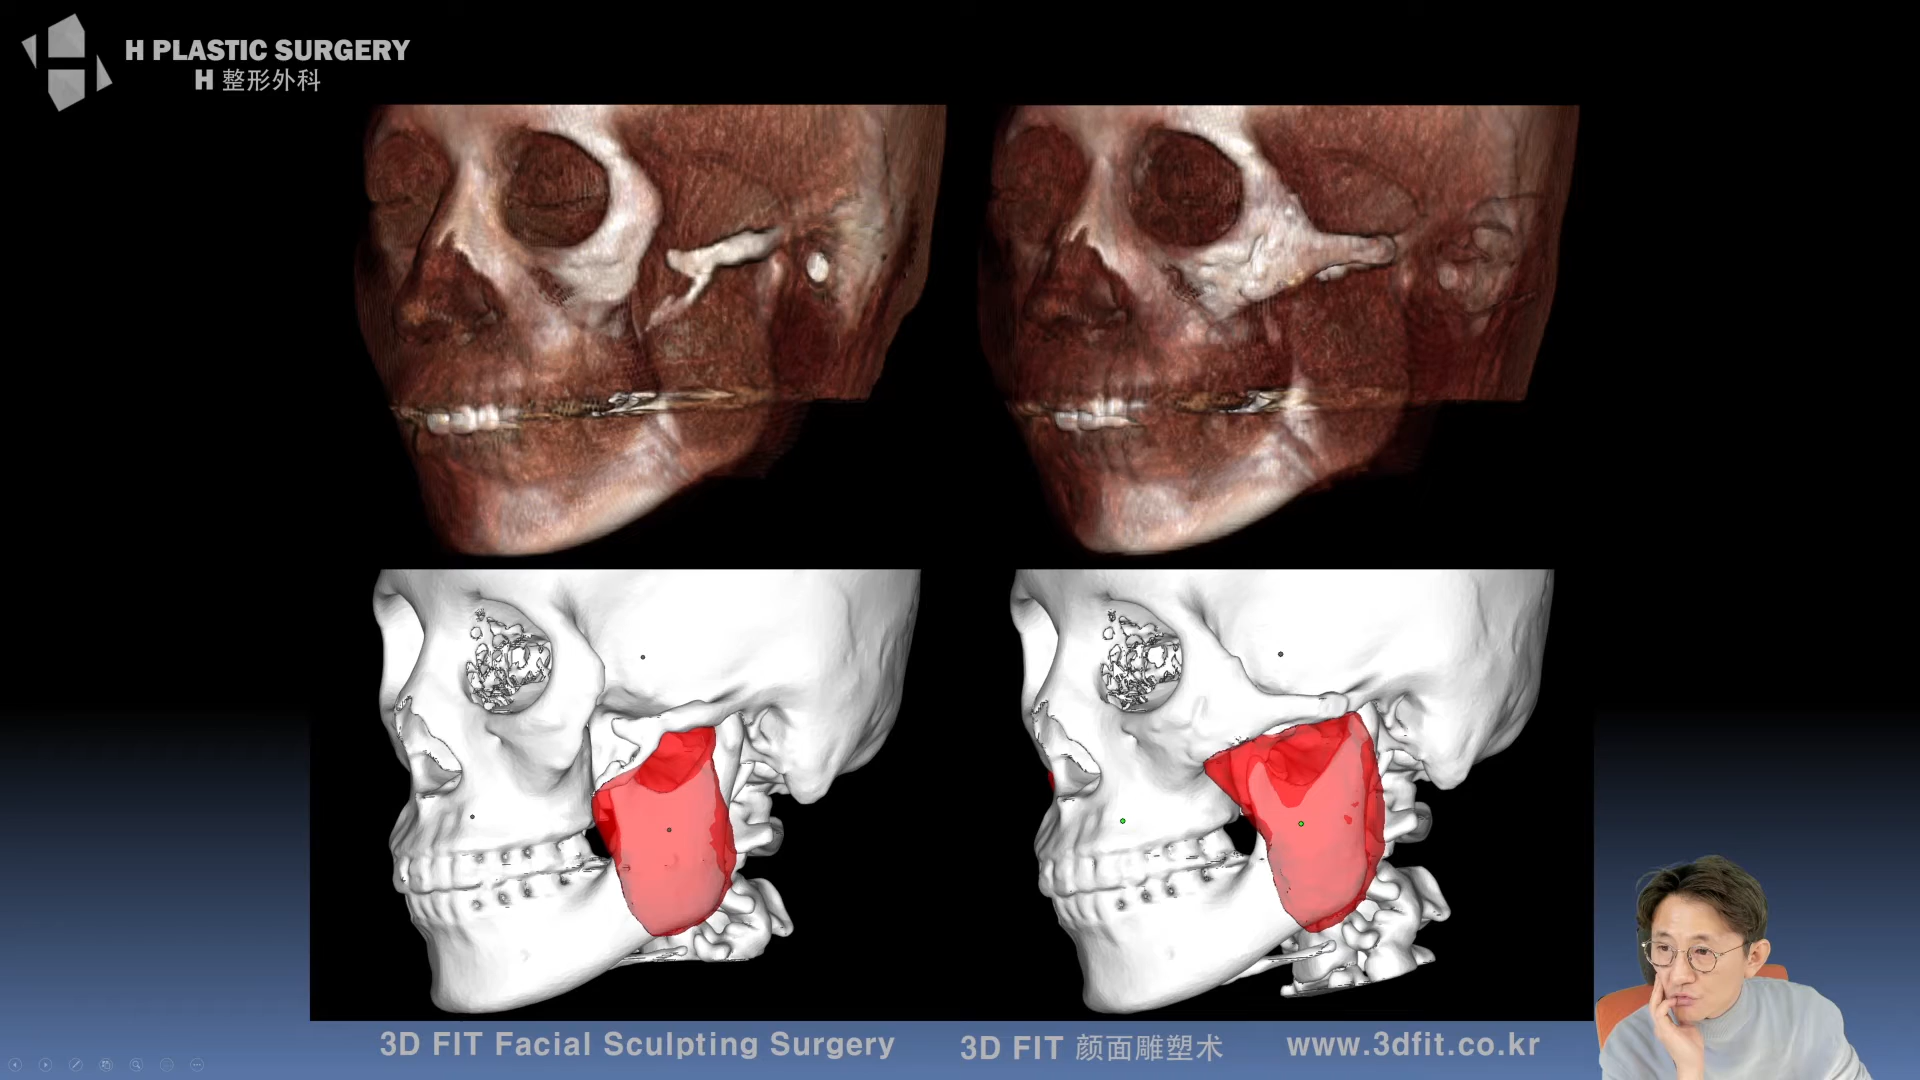 H PLASTIC SURGERY
H 整形外科
3D FIT Facial Sculpting Surgery
3D FIT 颜面雕塑术
www.3dfit.co.kr